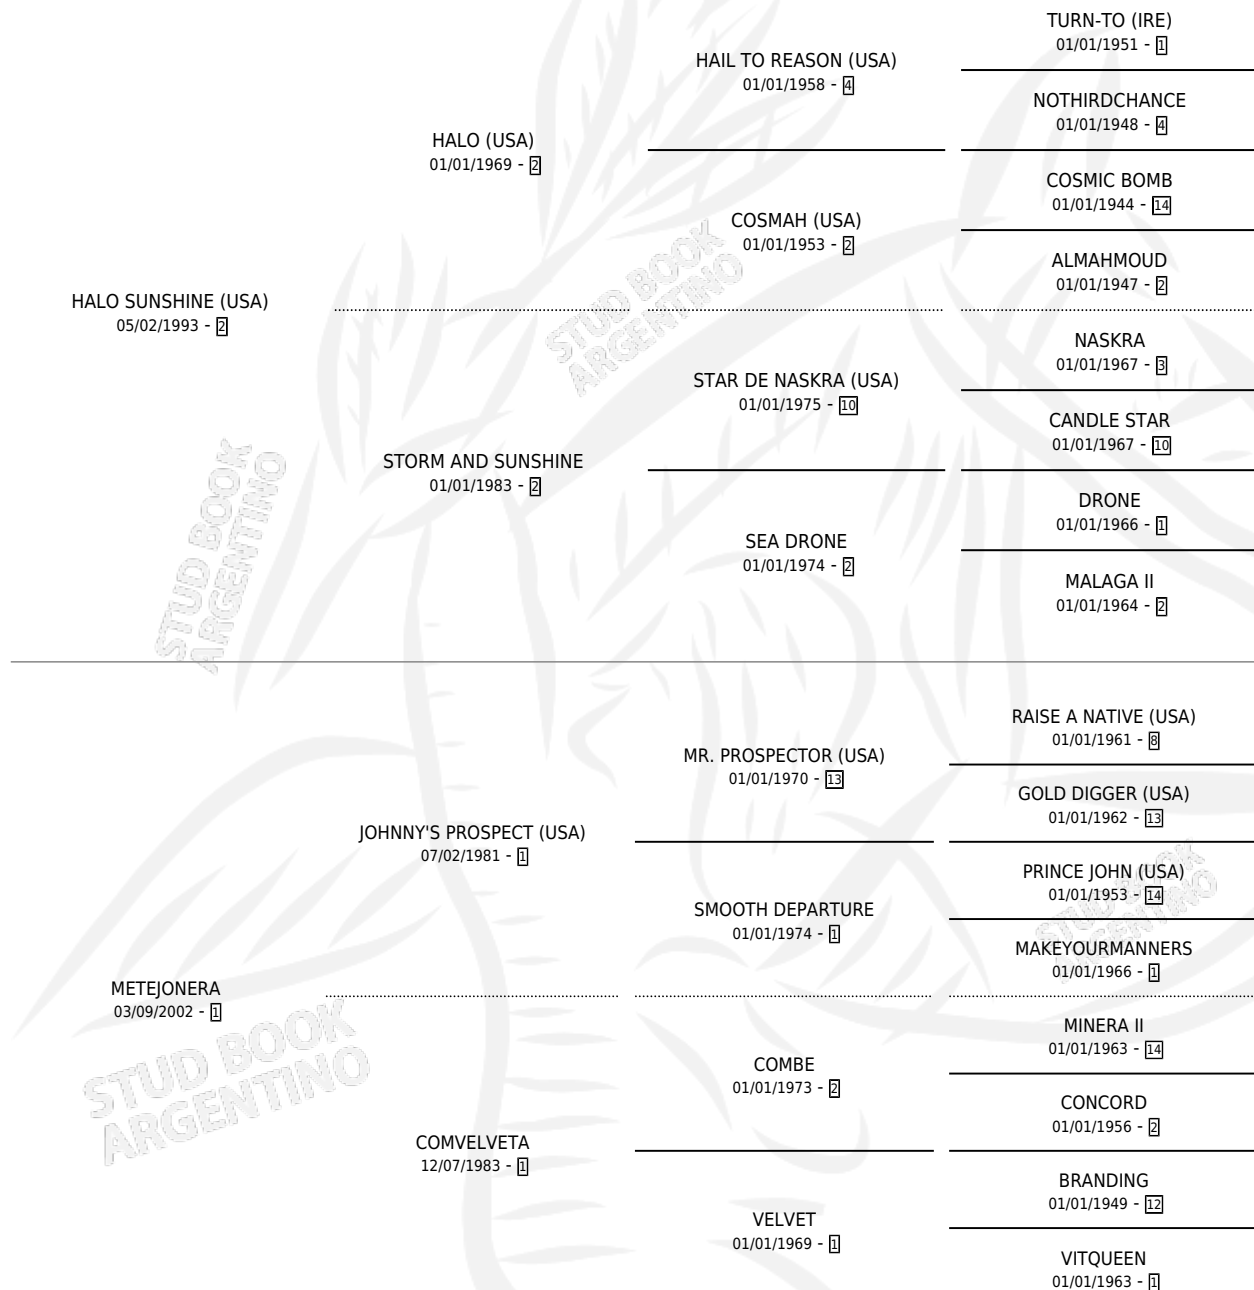 TURN-TO (IRE)
01/01/1951 - 1
HAIL TO REASON (USA)
01/01/1958 - 4
NOTHIRDCHANCE
01/01/1948 - 4
HALO (USA)
01/01/1969 - 2
COSMIC BOMB
01/01/1944 - 14
COSMAH (USA)
01/01/1953 - 2
ALMAHMOUD
01/01/1947 - 2
HALO SUNSHINE (USA)
05/02/1993 - 2
NASKRA
01/01/1967 - 3
STAR DE NASKRA (USA)
01/01/1975 - 10
CANDLE STAR
01/01/1967 - 10
STORM AND SUNSHINE
01/01/1983 - 2
DRONE
01/01/1966 - 1
SEA DRONE
01/01/1974 - 2
MALAGA II
01/01/1964 - 2
RAISE A NATIVE (USA)
01/01/1961 - 8
MR. PROSPECTOR (USA)
01/01/1970 - 13
GOLD DIGGER (USA)
01/01/1962 - 13
JOHNNY'S PROSPECT (USA)
07/02/1981 - 1
PRINCE JOHN (USA)
01/01/1953 - 14
SMOOTH DEPARTURE
01/01/1974 - 1
MAKEYOURMANNERS
01/01/1966 - 1
METEJONERA
03/09/2002 - 1
MINERA II
01/01/1963 - 14
COMBE
01/01/1973 - 2
CONCORD
01/01/1956 - 2
COMVELVETA
12/07/1983 - 1
BRANDING
01/01/1949 - 12
VELVET
01/01/1969 - 1
VITQUEEN
01/01/1963 - 1
STUD BOOK
ARGENTINO
STUD BOOK
ARGENTINO
STUD BOOK
ARGENTINO
STUD BOOK
ARGENTINO